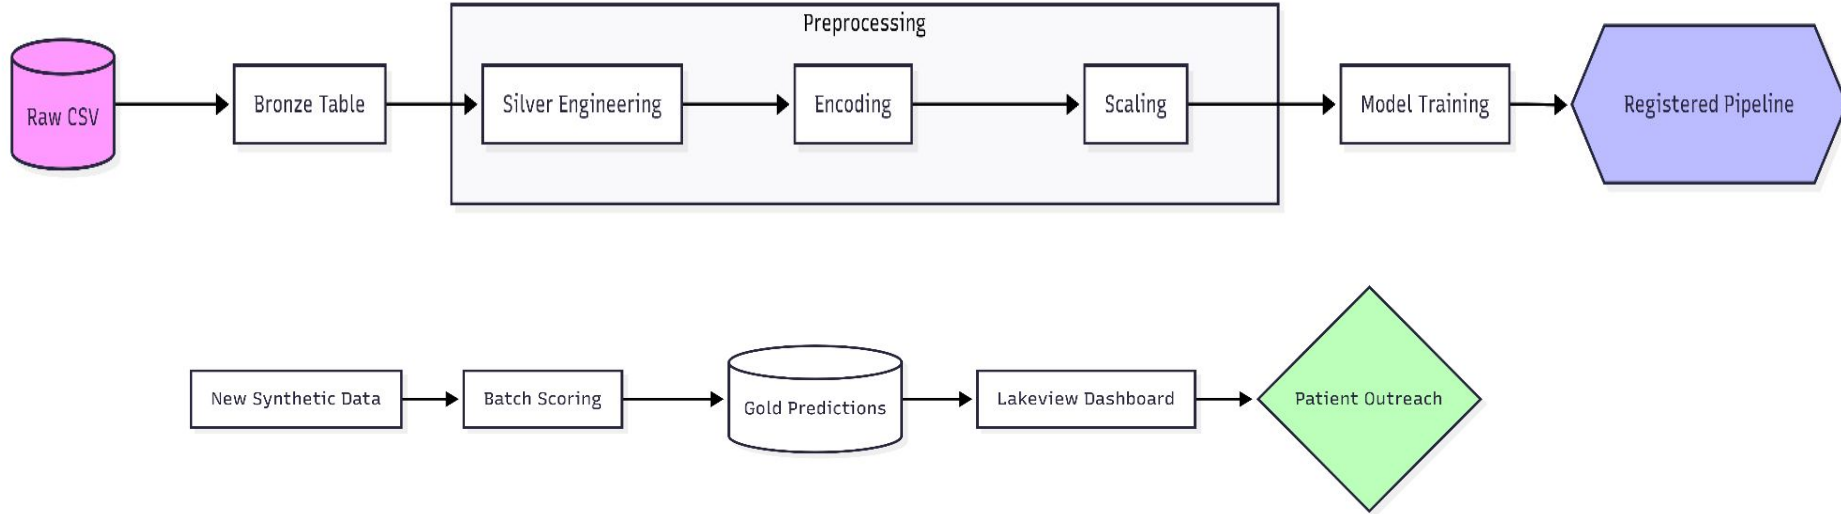 Preprocessing
Raw CSV
Bronze Table
Silver Engineering
Encoding
Scaling
Model Training
Registered Pipeline
New Synthetic Data
Batch Scoring
Gold Predictions
Lakeview Dashboard
Patient Outreach